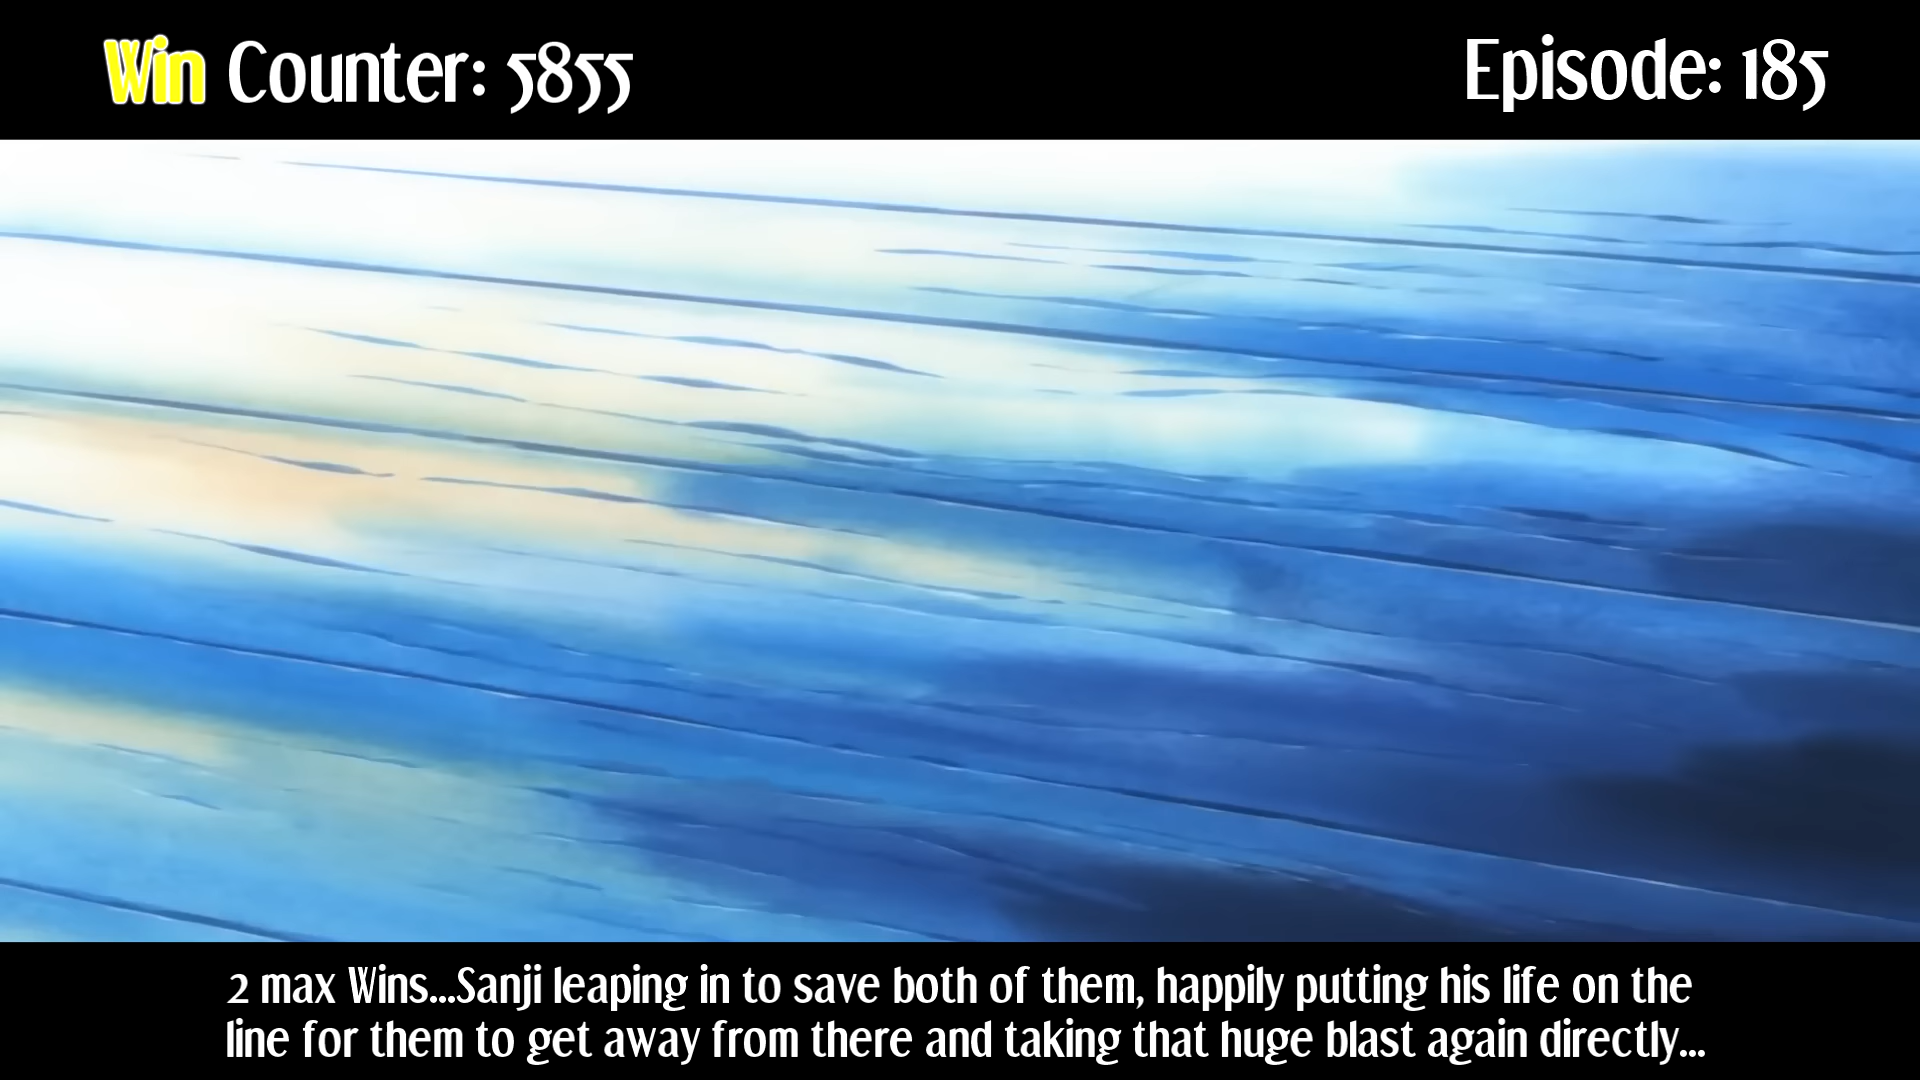 Win Counter: 5855
Episode: 185
2 max Wins...Sanji leaping in to save both of them, happily putting his life on the
line for them to get away from there and taking that huge blast again directly...